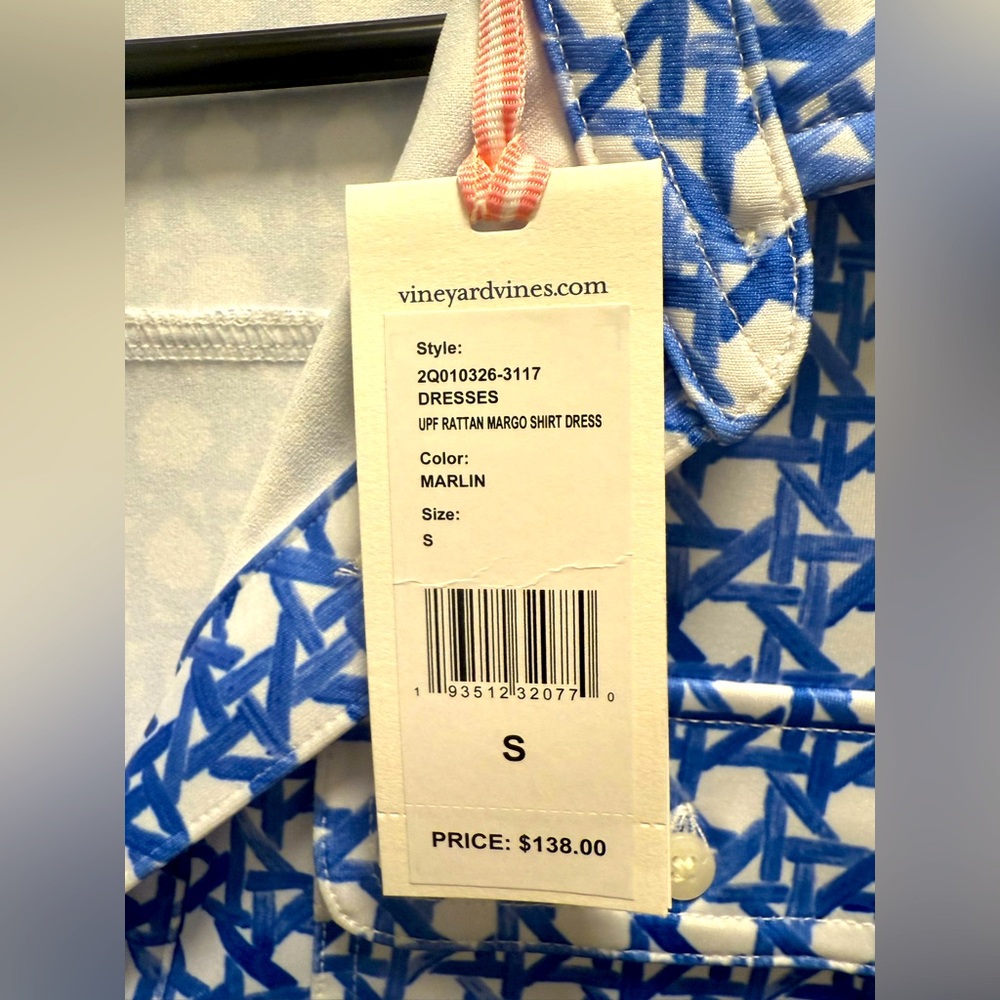 vineyardvines.com
Style:
2Q010326-3117
DRESSES
UPF RATTAN MARGO SHIRT DRESS
Color:
MARLIN
Size:
S
1 93512 32077 0
S
PRICE: $138.00